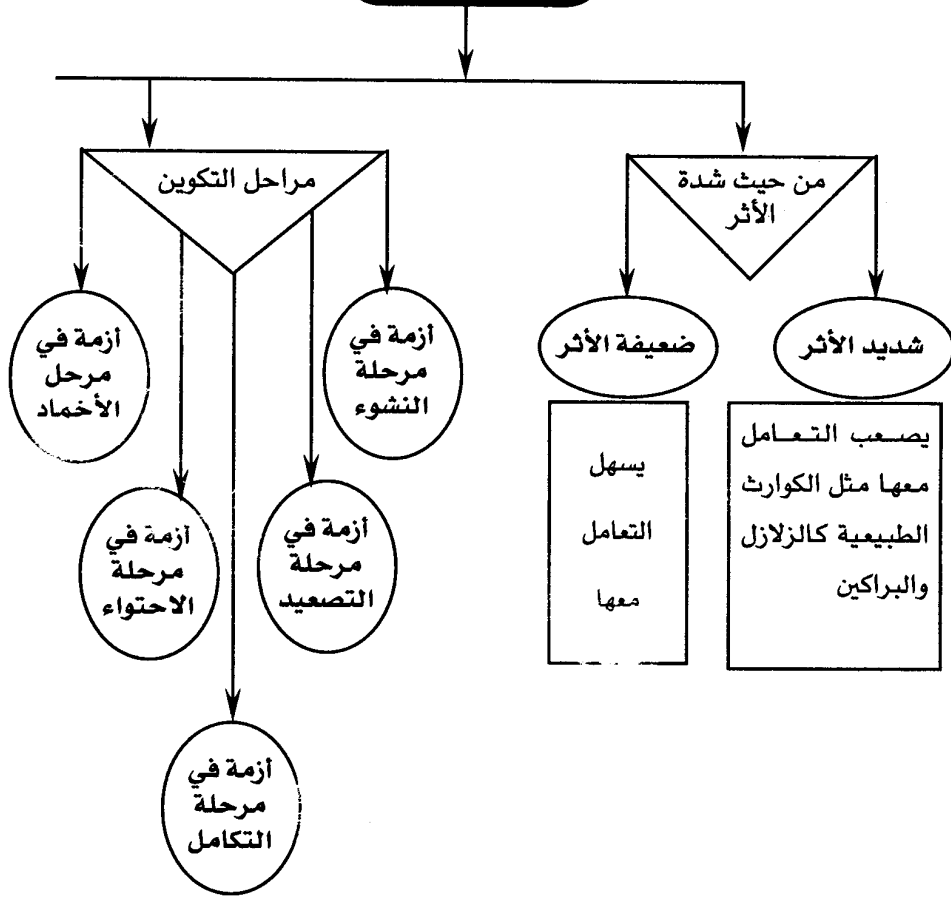 من حيث شدة
الأثر
شديد الأثر
يصعب التعامل
معها مثل الكوارث
الطبيعية كالزلازل
والبراكين
ضعيفة الأثر
يسهل
التعامل
معها
مراحل التكوين
أزمة في
مرحلة
النشوء
أزمة في
مرحلة
التصعيد
أزمة في
مرحلة
التكامل
أزمة في
مرحلة
الاحتواء
أزمة في
مرحل
الأخماد